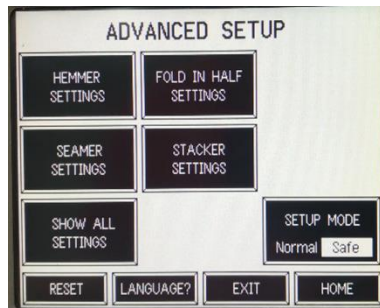 ADVANCED SETUP
HEMMER
SETTINGS
FOLD IN HALF
SETTINGS
SEAMER
SETTINGS
STACKER
SETTINGS
SHOW ALL
SETTINGS
SETUP MODE
Normal Safe
RESET
LANGUAGE?
EXIT
HOME